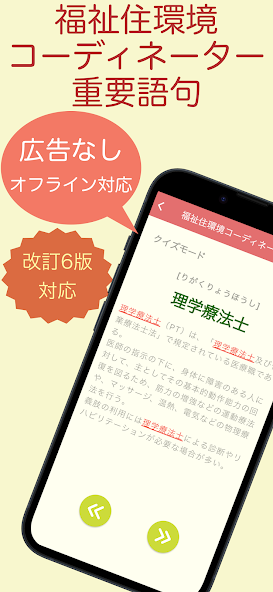 福祉住環境
コーディネーター
重要語句
広告なし
オフライン対応
改訂6版
対応
福祉住環境コーディネー
クイズモード
[りがくりょうほうし]
理学療法士
理学療法士(PT)は、「理学療法士及び
業療法士法」で規定されている医療職であ
医師の指示の下に、身体に障害のある人に
対して、主としてその基本的動作能力の回
復を図るため、筋力の増強などの運動療法
や、マッサージ、温熱、電気などの物理療
法を行う。
義肢の利用には理学療法士による診断やリ
ハビリテーションが必要な場合が多い。